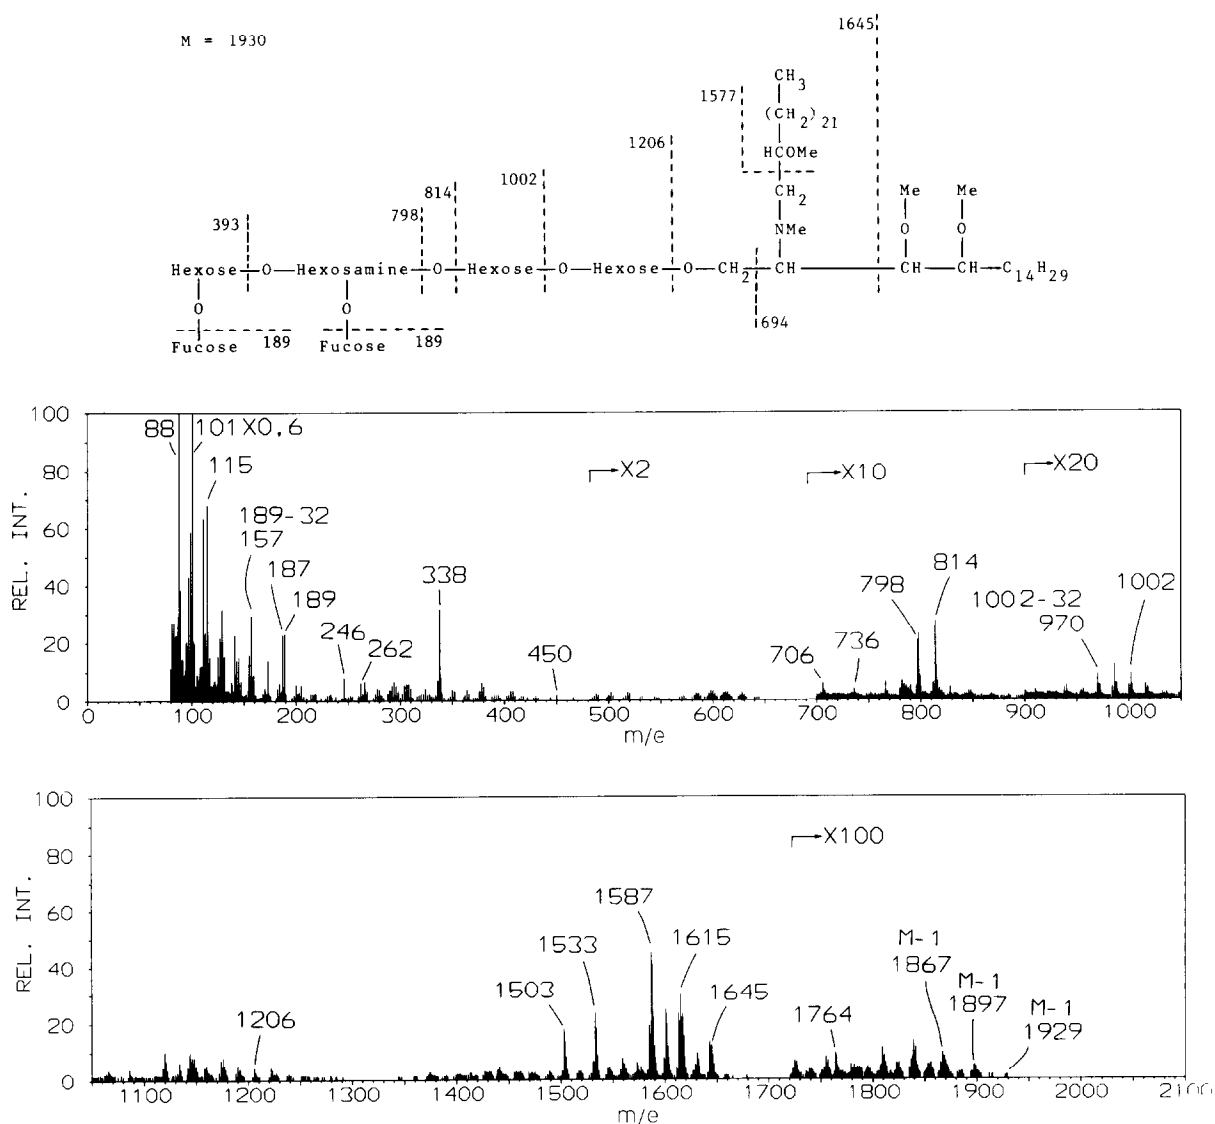 M = 1930
1645
CH3
1577
(CH2)21
1206
HCOMe
1002
814
CH2
Me Me
393
798
NMe
O O
Hexose—O—Hexosamine—O—Hexose—O—Hexose—O—CH2—CH—CH—CH—C14H29
O O
694
189 189
Fucose Fucose
100
80
60
40
20
0
REL. INT.
88
101X0,6
115
189-32
157
187
189
246
262
338
450
X2
X10
X20
706
736
798
814
1002-32
970
1002
0 100 200 300 400 500 600 700 800 900 1000
m/e
100
80
60
40
20
0
REL. INT.
X100
1206
1503
1533
1587
1615
1645
1764
M-1
1867
M-1
1897
M-1
1929
1100 1200 1300 1400 1500 1600 1700 1800 1900 2000 2100
m/e